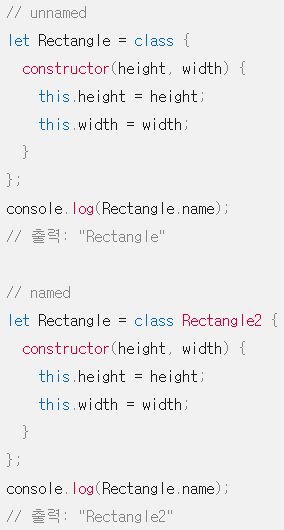 // unnamed
let Rectangle = class {
  constructor(height, width) {
    this.height = height;
    this.width = width;
  }
};
console.log(Rectangle.name);
// 출력: "Rectangle"

// named
let Rectangle = class Rectangle2 {
  constructor(height, width) {
    this.height = height;
    this.width = width;
  }
};
console.log(Rectangle.name);
// 출력: "Rectangle2"